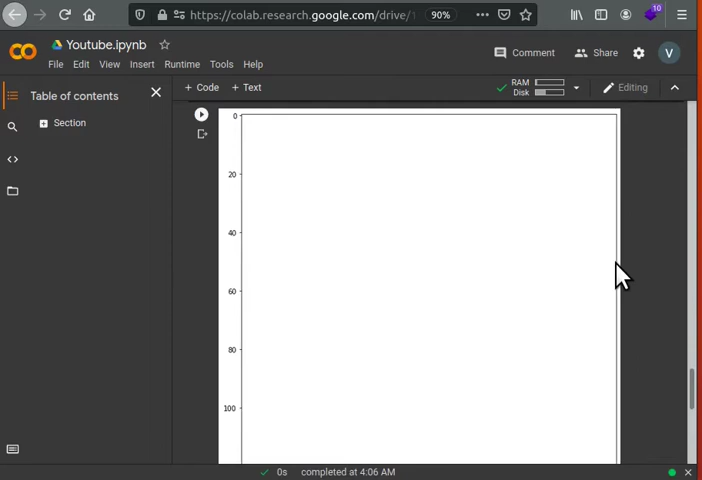 https://colab.research.google.com/drive/ 90% 10
Youtube.ipynb
Comment Share V
File Edit View Insert Runtime Tools Help
Table of contents
+ Code + Text
RAM
Disk
Editing
Section
0
20
40
60
80
100
0s completed at 4:06 AM